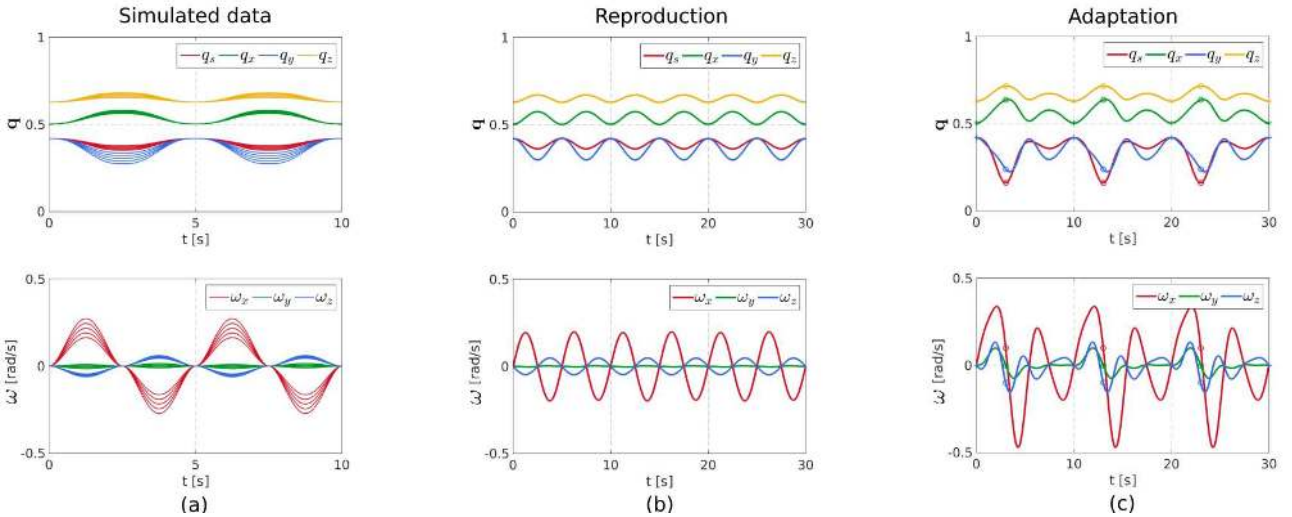 Simulated data
Reproduction
Adaptation
1
0.5
0
q
q_s q_x q_y q_z
0 5 10
t [s]
1
0.5
0
q
q_s q_x q_y q_z
0 10 20 30
t [s]
1
0.5
0
q
q_s q_x q_y q_z
0 10 20 30
t [s]
0.5
0
-0.5
ω [rad/s]
ω_x ω_y ω_z
0 5 10
t [s]
0.5
0
-0.5
ω [rad/s]
ω_x ω_y ω_z
0 10 20 30
t [s]
0.5
0
-0.5
ω [rad/s]
ω_x ω_y ω_z
0 10 20 30
t [s]
(a)
(b)
(c)